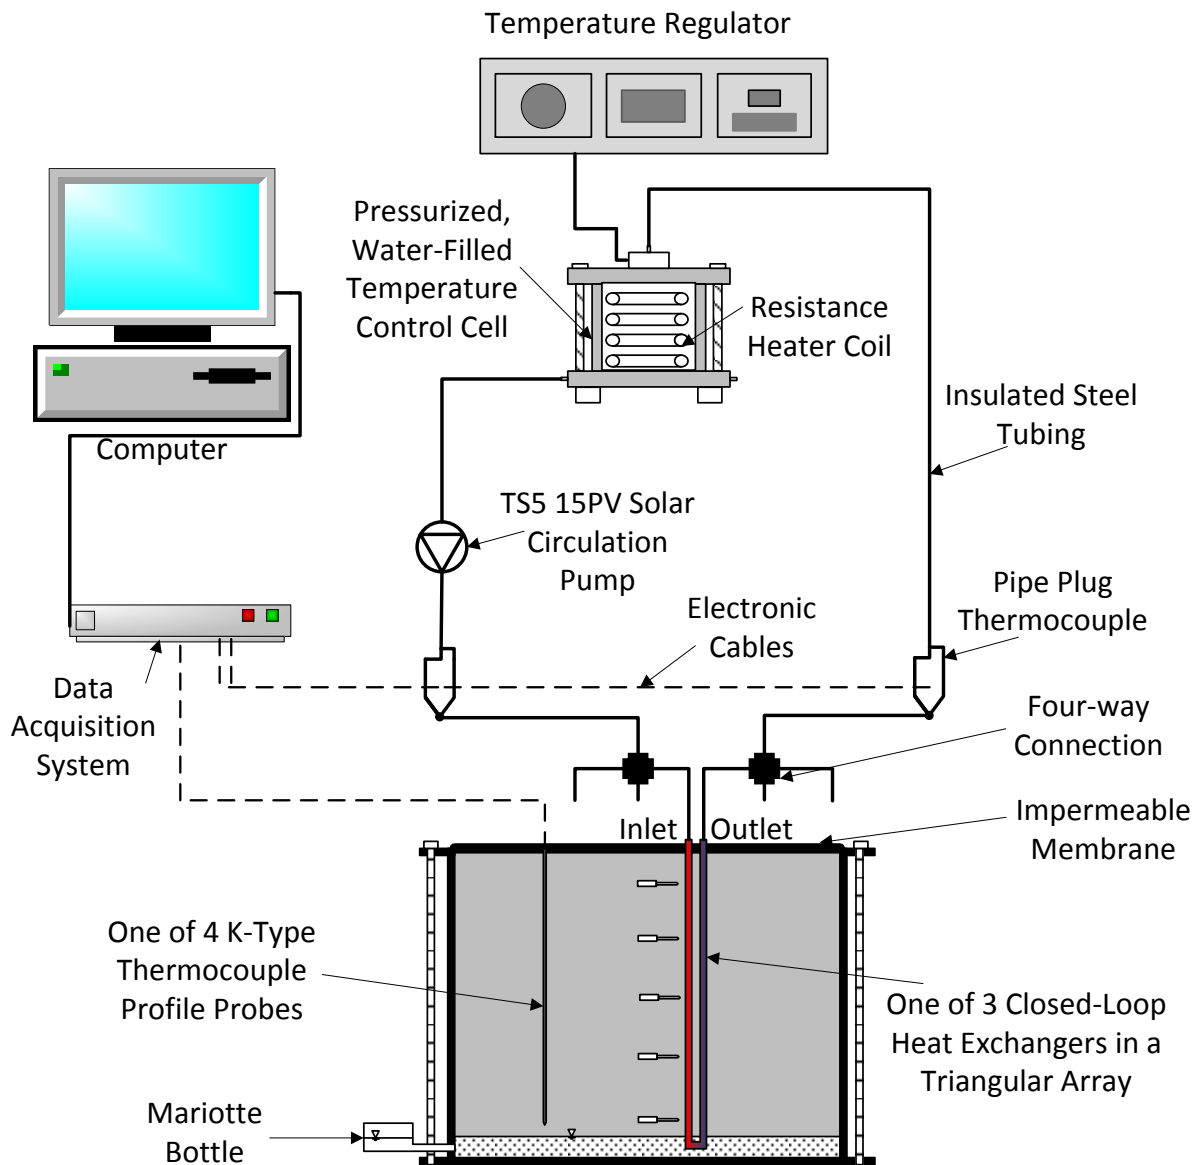 Temperature Regulator
Pressurized,
Water-Filled
Temperature
Control Cell
Resistance
Heater Coil
Insulated Steel
Tubing
Computer
TS5 15PV Solar
Circulation
Pump
Electronic
Cables
Pipe Plug
Thermocouple
Data
Acquisition
System
Four-way
Connection
Inlet
Outlet
Impermeable
Membrane
One of 4 K-Type
Thermocouple
Profile Probes
One of 3 Closed-Loop
Heat Exchangers in a
Triangular Array
Mariotte
Bottle